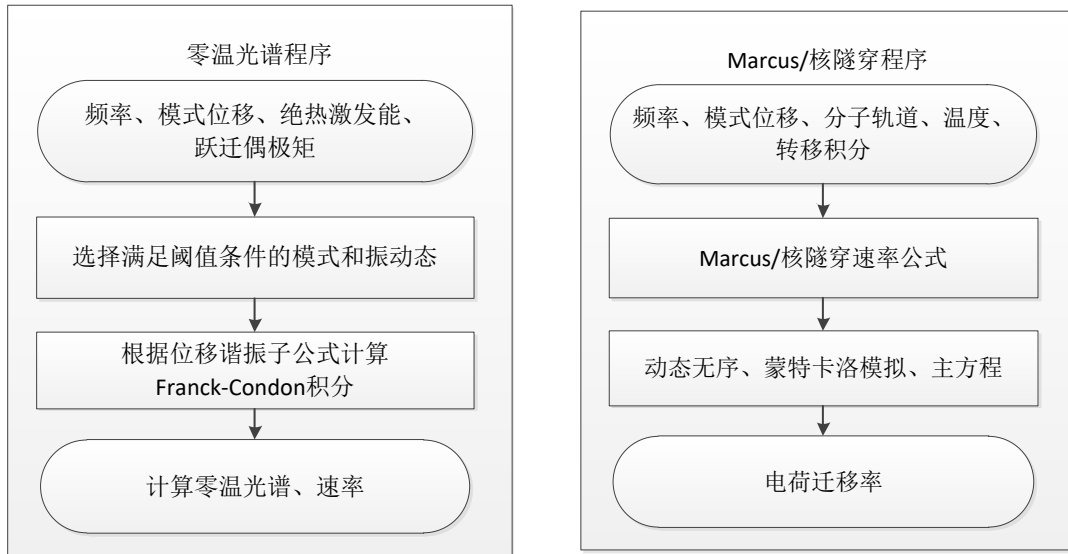 零温光谱程序
频率、模式位移、绝热激发能、
跃迁偶极矩
选择满足阈值条件的模式和振动态
根据位移谐振子公式计算
Franck-Condon积分
计算零温光谱、速率
Marcus/核隧穿程序
频率、模式位移、分子轨道、温度、
转移积分
Marcus/核隧穿速率公式
动态无序、蒙特卡洛模拟、主方程
电荷迁移率